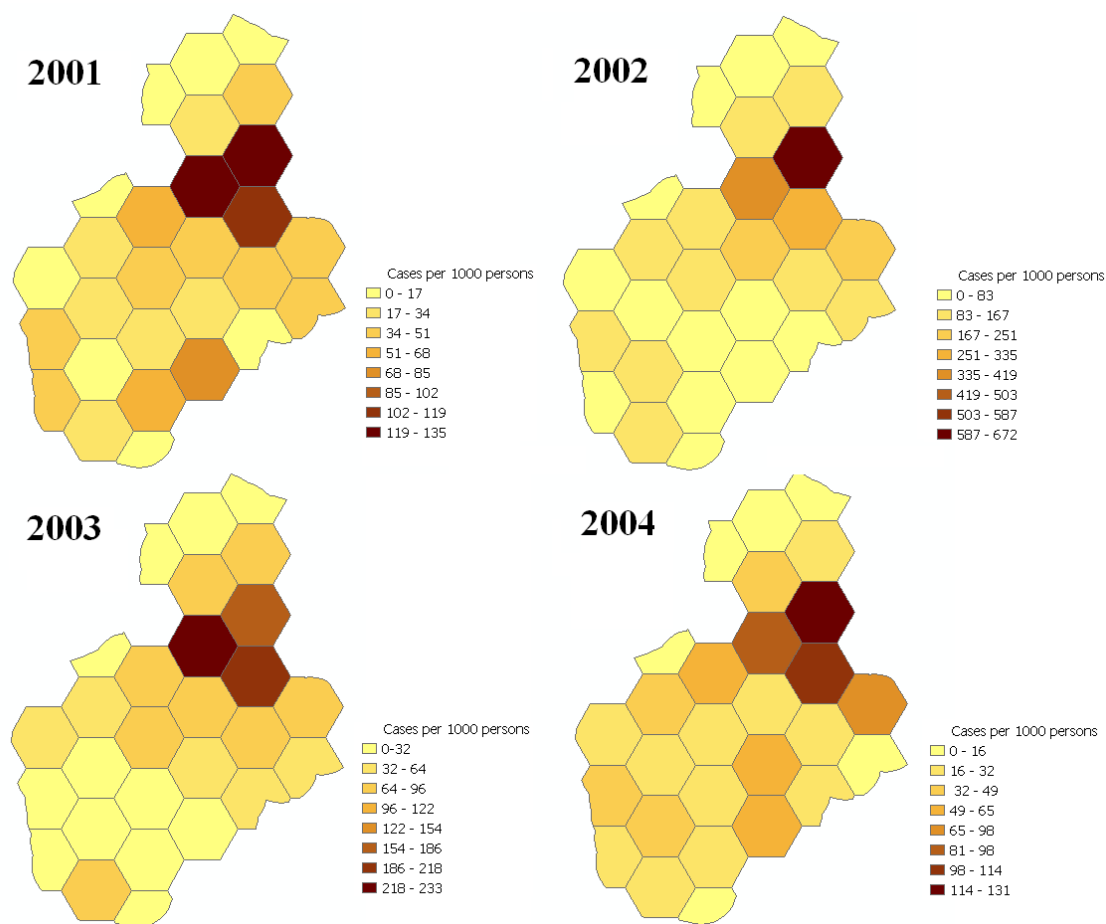 2001
Cases per 1000 persons
0 - 17
17 - 34
34 - 51
51 - 68
68 - 85
85 - 102
102 - 119
119 - 135
2002
Cases per 1000 persons
0 - 83
83 - 167
167 - 251
251 - 335
335 - 419
419 - 503
503 - 587
587 - 672
2003
Cases per 1000 persons
0-32
32 - 64
64 - 96
96 - 122
122 - 154
154 - 186
186 - 218
218 - 233
2004
Cases per 1000 persons
0 - 16
16 - 32
32 - 49
49 - 65
65 - 98
81 - 98
98 - 114
114 - 131